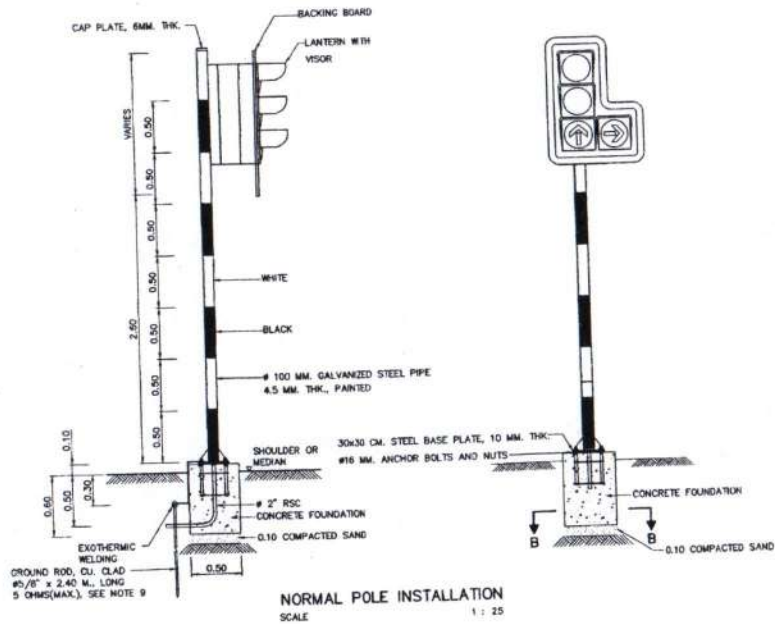 CAP PLATE, 6MM. THK.
BACKING BOARD
LANTERN WITH
VISOR
VARIES
0.50
0.50
0.50
0.50
2.60
0.50
0.50
0.50
WHITE
BLACK
ø 100 MM. GALVANIZED STEEL PIPE
4.5 MM. THK., PAINTED
0.10
SHOULDER OR
MEDIAN
0.60
0.50
0.30
ø 2" RSC
CONCRETE FOUNDATION
0.10 COMPACTED SAND
EXOTHERMIC
WELDING
GROUND ROD, CU. CLAD
ø5/8" x 2.40 M., LONG
5 OHMS(MAX.), SEE NOTE 9
0.50
30x30 CM. STEEL BASE PLATE, 10 MM. THK.
ø16 MM. ANCHOR BOLTS AND NUTS
CONCRETE FOUNDATION
B B
0.10 COMPACTED SAND
NORMAL POLE INSTALLATION
SCALE 1 : 25